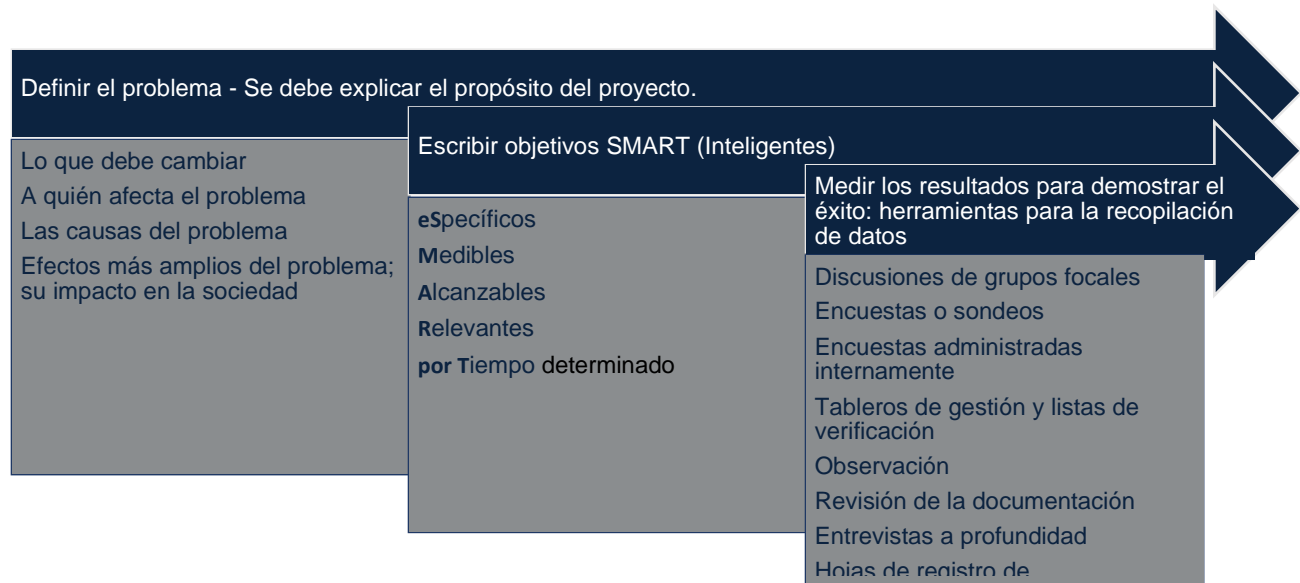 Definir el problema - Se debe explicar el propósito del proyecto.
Lo que debe cambiar
A quién afecta el problema
Las causas del problema
Efectos más amplios del problema;
su impacto en la sociedad
Escribir objetivos SMART (Inteligentes)
eSpecíficos
Medibles
Alcanzables
Relevantes
por Tiempo determinado
Medir los resultados para demostrar el
éxito: herramientas para la recopilación
de datos
Discusiones de grupos focales
Encuestas o sondeos
Encuestas administradas
internamente
Tableros de gestión y listas de
verificación
Observación
Revisión de la documentación
Entrevistas a profundidad
Hojas de registro de